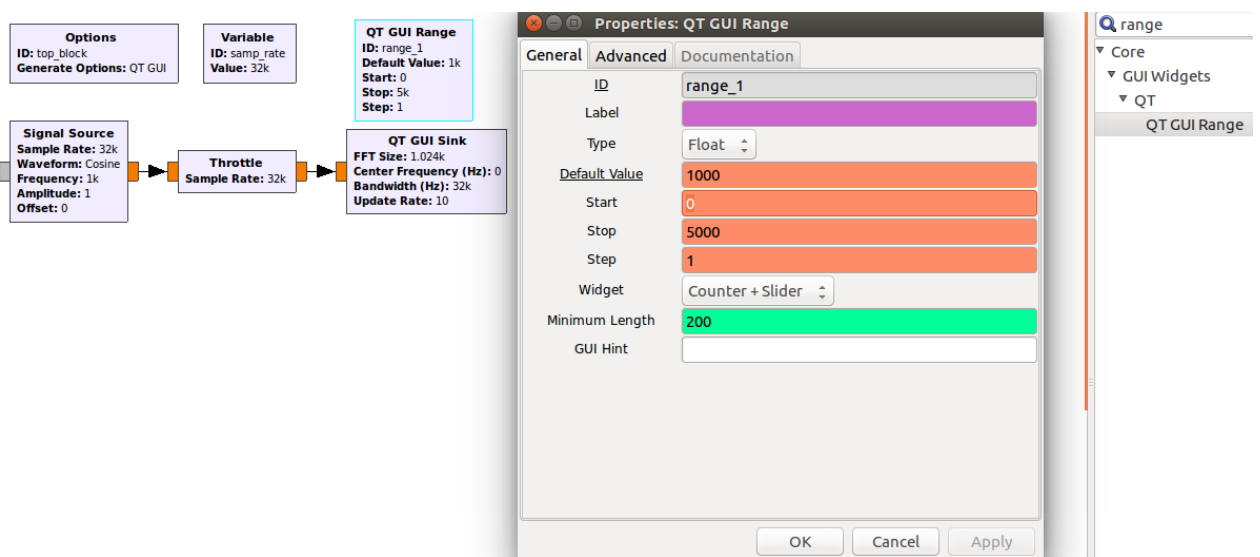 Options
ID: top_block
Generate Options: QT GUI
Variable
ID: samp_rate
Value: 32k
QT GUI Range
ID: range_1
Default Value: 1k
Start: 0
Stop: 5k
Step: 1
Signal Source
Sample Rate: 32k
Waveform: Cosine
Frequency: 1k
Amplitude: 1
Offset: 0
Throttle
Sample Rate: 32k
QT GUI Sink
FFT Size: 1.024k
Center Frequency (Hz): 0
Bandwidth (Hz): 32k
Update Rate: 10
Properties: QT GUI Range
General Advanced Documentation
ID range_1
Label
Type Float
Default Value 1000
Start 0
Stop 5000
Step 1
Widget Counter + Slider
Minimum Length 200
GUI Hint
OK Cancel Apply
range
Core
GUI Widgets
QT
QT GUI Range